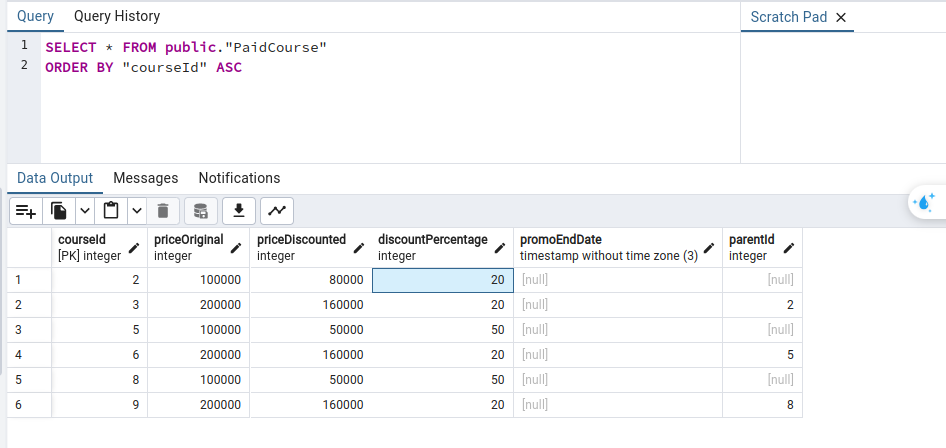 Query Query History Scratch Pad ×
1 SELECT * FROM public."PaidCourse"
2 ORDER BY "courseId" ASC
Data Output Messages Notifications
courseId priceOriginal priceDiscounted discountPercentage promoEndDate parentId
[PK] integer integer integer integer timestamp without time zone (3) integer
1 2 100000 80000 20 [null] [null]
2 3 200000 160000 20 [null] 2
3 5 100000 50000 50 [null] [null]
4 6 200000 160000 20 [null] 5
5 8 100000 50000 50 [null] [null]
6 9 200000 160000 20 [null] 8